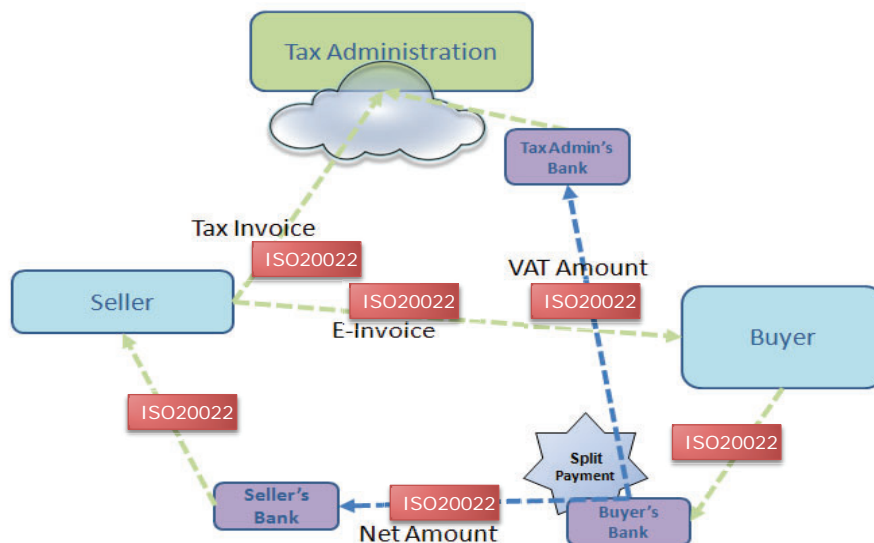 Tax Administration
Tax Admin's
Bank
Tax Invoice
ISO20022
VAT Amount
Seller
ISO20022
ISO20022
E-Invoice
Buyer
ISO20022
ISO20022
Split
Payment
Seller's
Bank
ISO20022
Buyer's
Bank
Net Amount